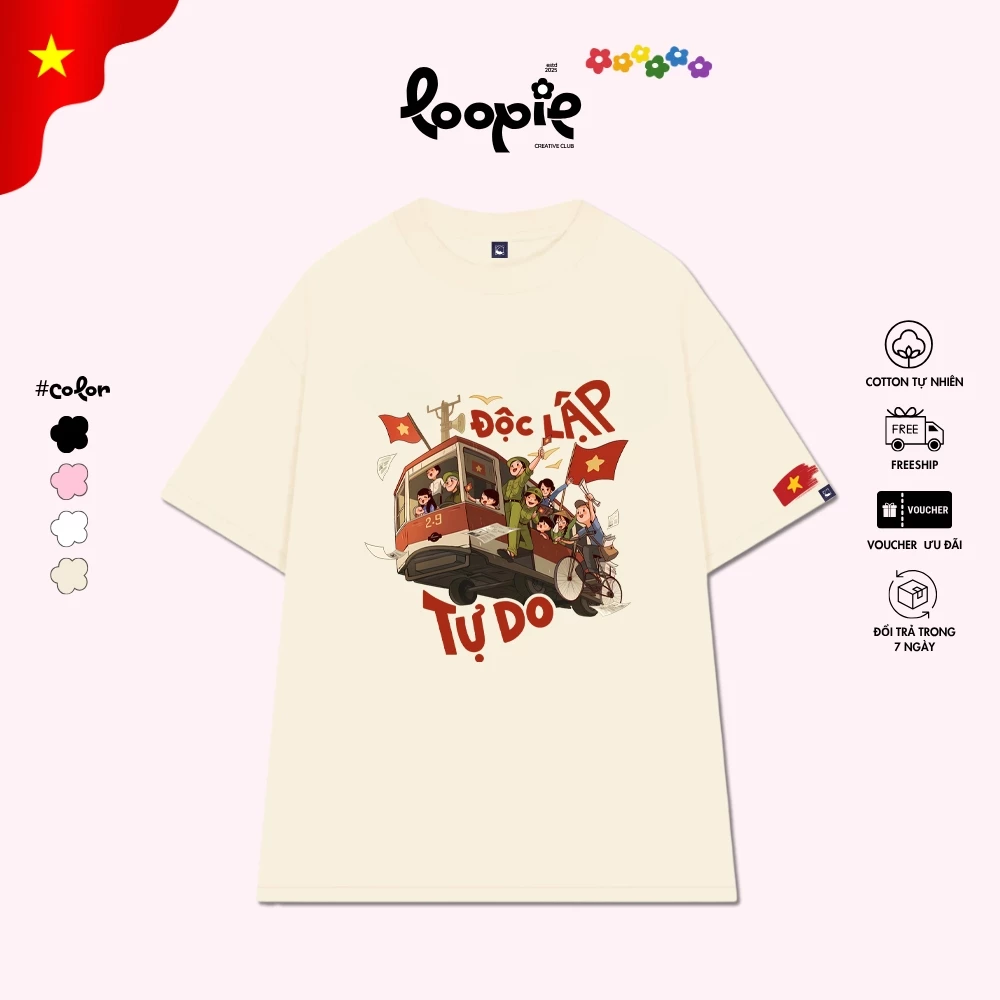 estd
2025
loopie
CREATIVE CLUB
#color
ĐỘC LẬP
2-9
TỰ DO
COTTON TỰ NHIÊN
FREE
FREESHIP
VOUCHER
VOUCHER ƯU ĐÃI
ĐỔI TRẢ TRONG
7 NGÀY